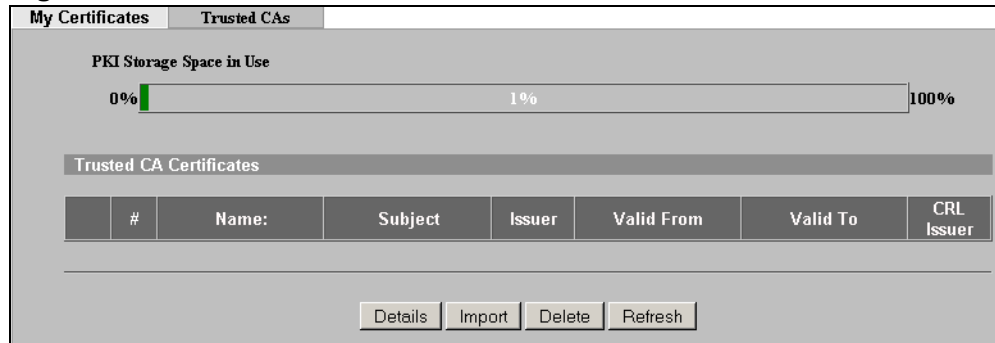 My Certificates Trusted CAs
PKI Storage Space in Use
0% 1% 100%
Trusted CA Certificates
# Name: Subject Issuer Valid From Valid To CRL Issuer
Details Import Delete Refresh